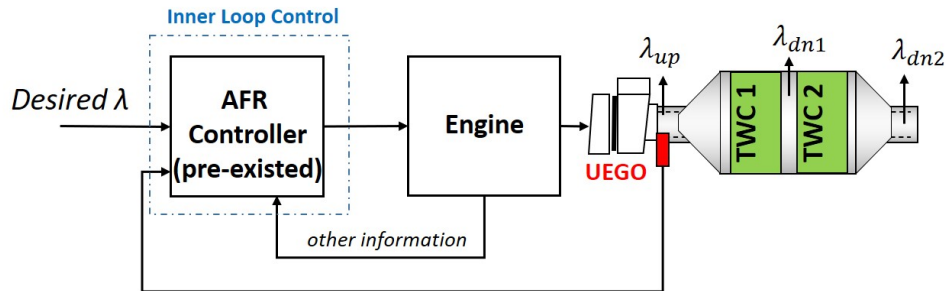 Inner Loop Control
Desired λ
AFR
Controller
(pre-existed)
Engine
other information
UEGO
λup
TWC 1
λdn1
TWC 2
λdn2